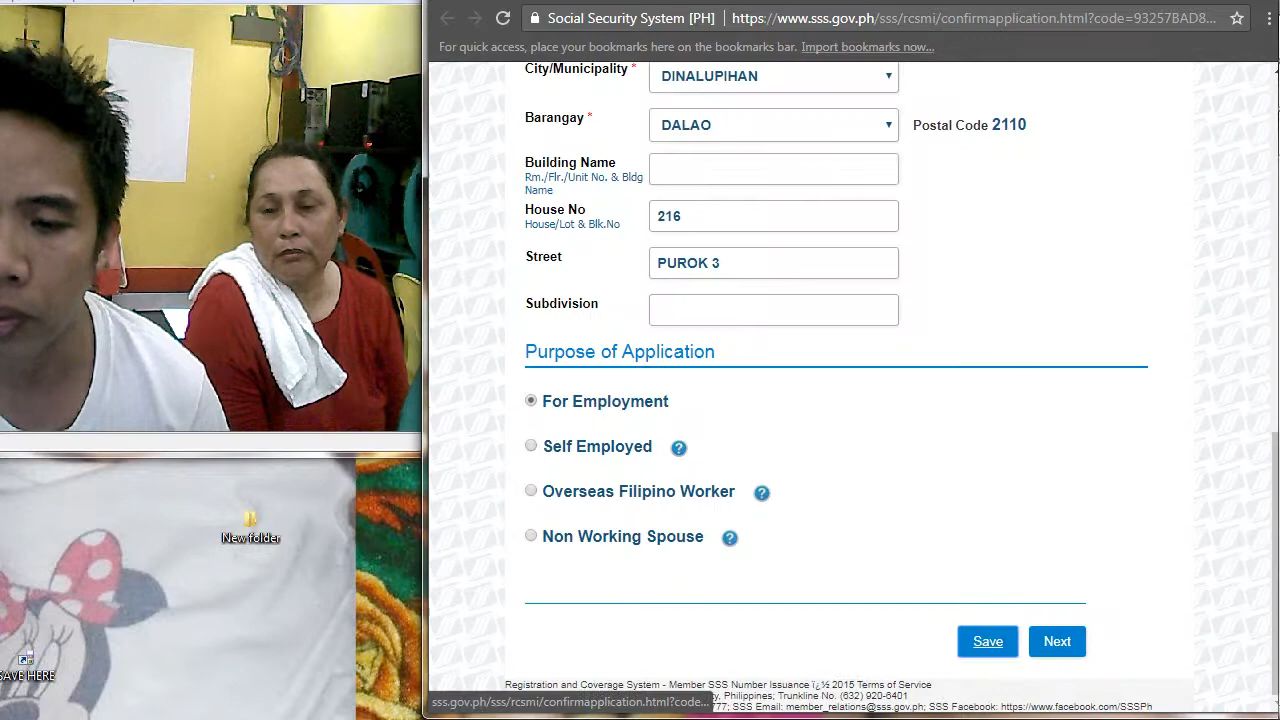 Social Security System [PH]
https://www.sss.gov.ph/sss/rcsmi/confirmapplication.html?code=93257BAD8...
For quick access, place your bookmarks here on the bookmarks bar. Import bookmarks now...
City/Municipality *
DINALUPIHAN
Barangay *
DALAO
Postal Code 2110
Building Name
Rm./Flr./Unit No. & Bldg
Name
House No
House/Lot & Blk.No
216
Street
PUROK 3
Subdivision
Purpose of Application
For Employment
Self Employed ?
Overseas Filipino Worker ?
Non Working Spouse ?
Save
Next
New folder
SAVE HERE
Registration and Coverage System - Member SSS Number Issuance ï¿½ 2015 Terms of Service
, Philippines; Trunkline No. (632) 920-6401
777; SSS Email: member_relations@sss.gov.ph; SSS Facebook: https://www.facebook.com/SSSPh
sss.gov.ph/sss/rcsmi/confirmapplication.html?code...